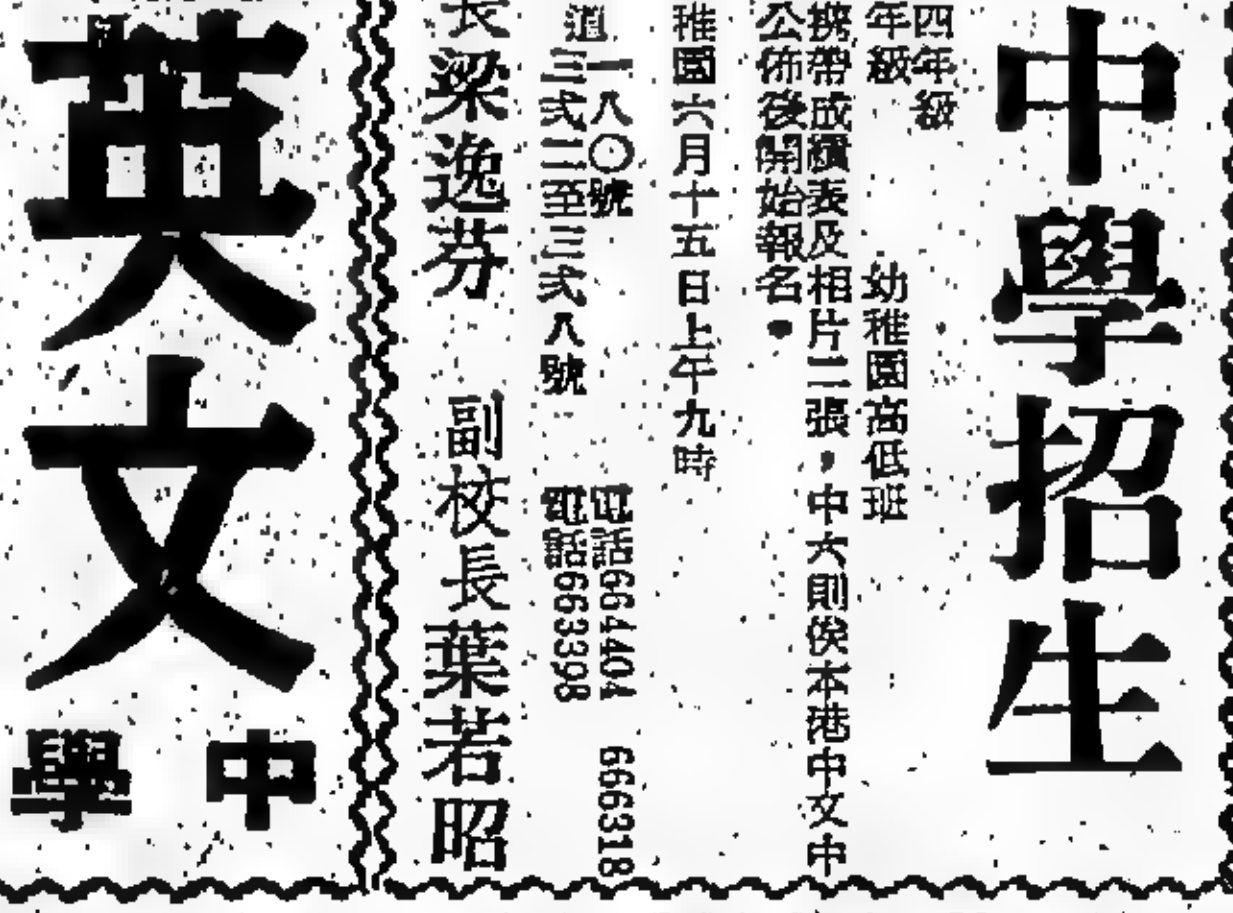 中學招生
四年級
年級 幼稚園高低班
携帶成績表及相片二張，中六則俟本港中文中
公佈後開始報名。
稚園六月十五日上午九時
道一八〇號 電話664404 666318
三弍二至三弍八號 電話663398
長梁逸芬 副校長葉若昭
英文
中學